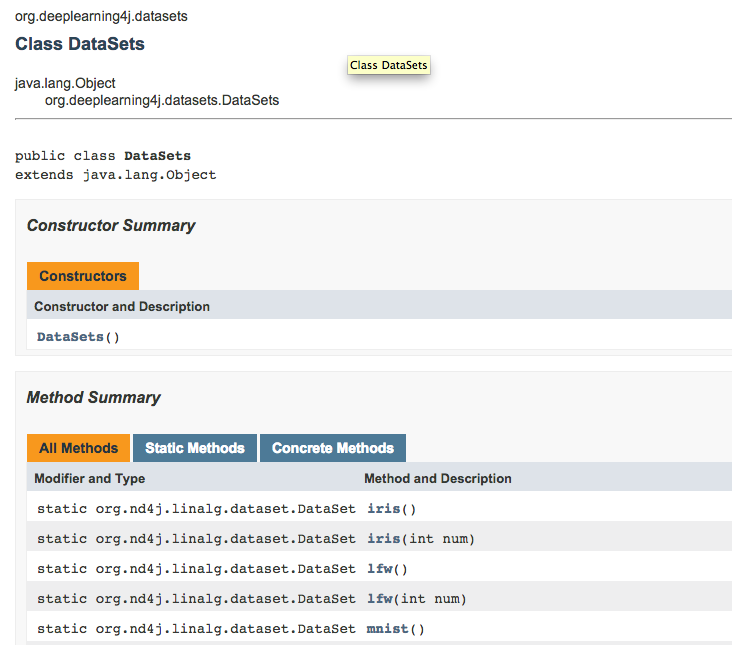 org.deeplearning4j.datasets
Class DataSets
Class DataSets
java.lang.Object
org.deeplearning4j.datasets.DataSets
public class DataSets
extends java.lang.Object
Constructor Summary
Constructors
Constructor and Description
DataSets()
Method Summary
All Methods Static Methods Concrete Methods
Modifier and Type Method and Description
static org.nd4j.linalg.dataset.DataSet iris()
static org.nd4j.linalg.dataset.DataSet iris(int num)
static org.nd4j.linalg.dataset.DataSet lfw()
static org.nd4j.linalg.dataset.DataSet lfw(int num)
static org.nd4j.linalg.dataset.DataSet mnist()